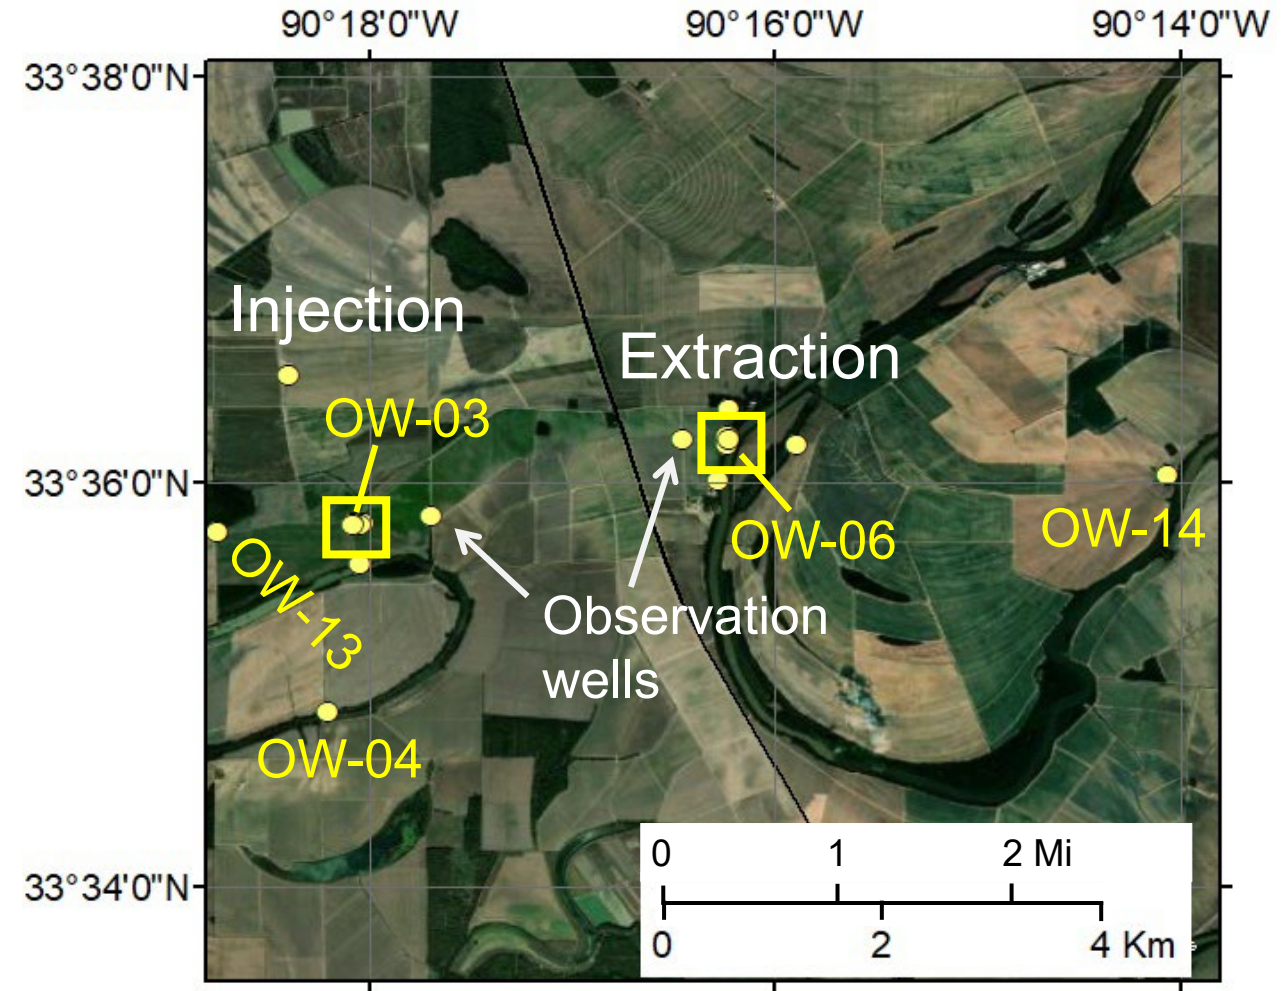 90°18'0"W
90°16'0"W
90°14'0"W
33°38'0"N
Injection
Extraction
OW-03
33°36'0"N
OW-06
OW-14
OW-13
Observation
wells
OW-04
33°34'0"N
0 1 2 Mi
0 2 4 Km